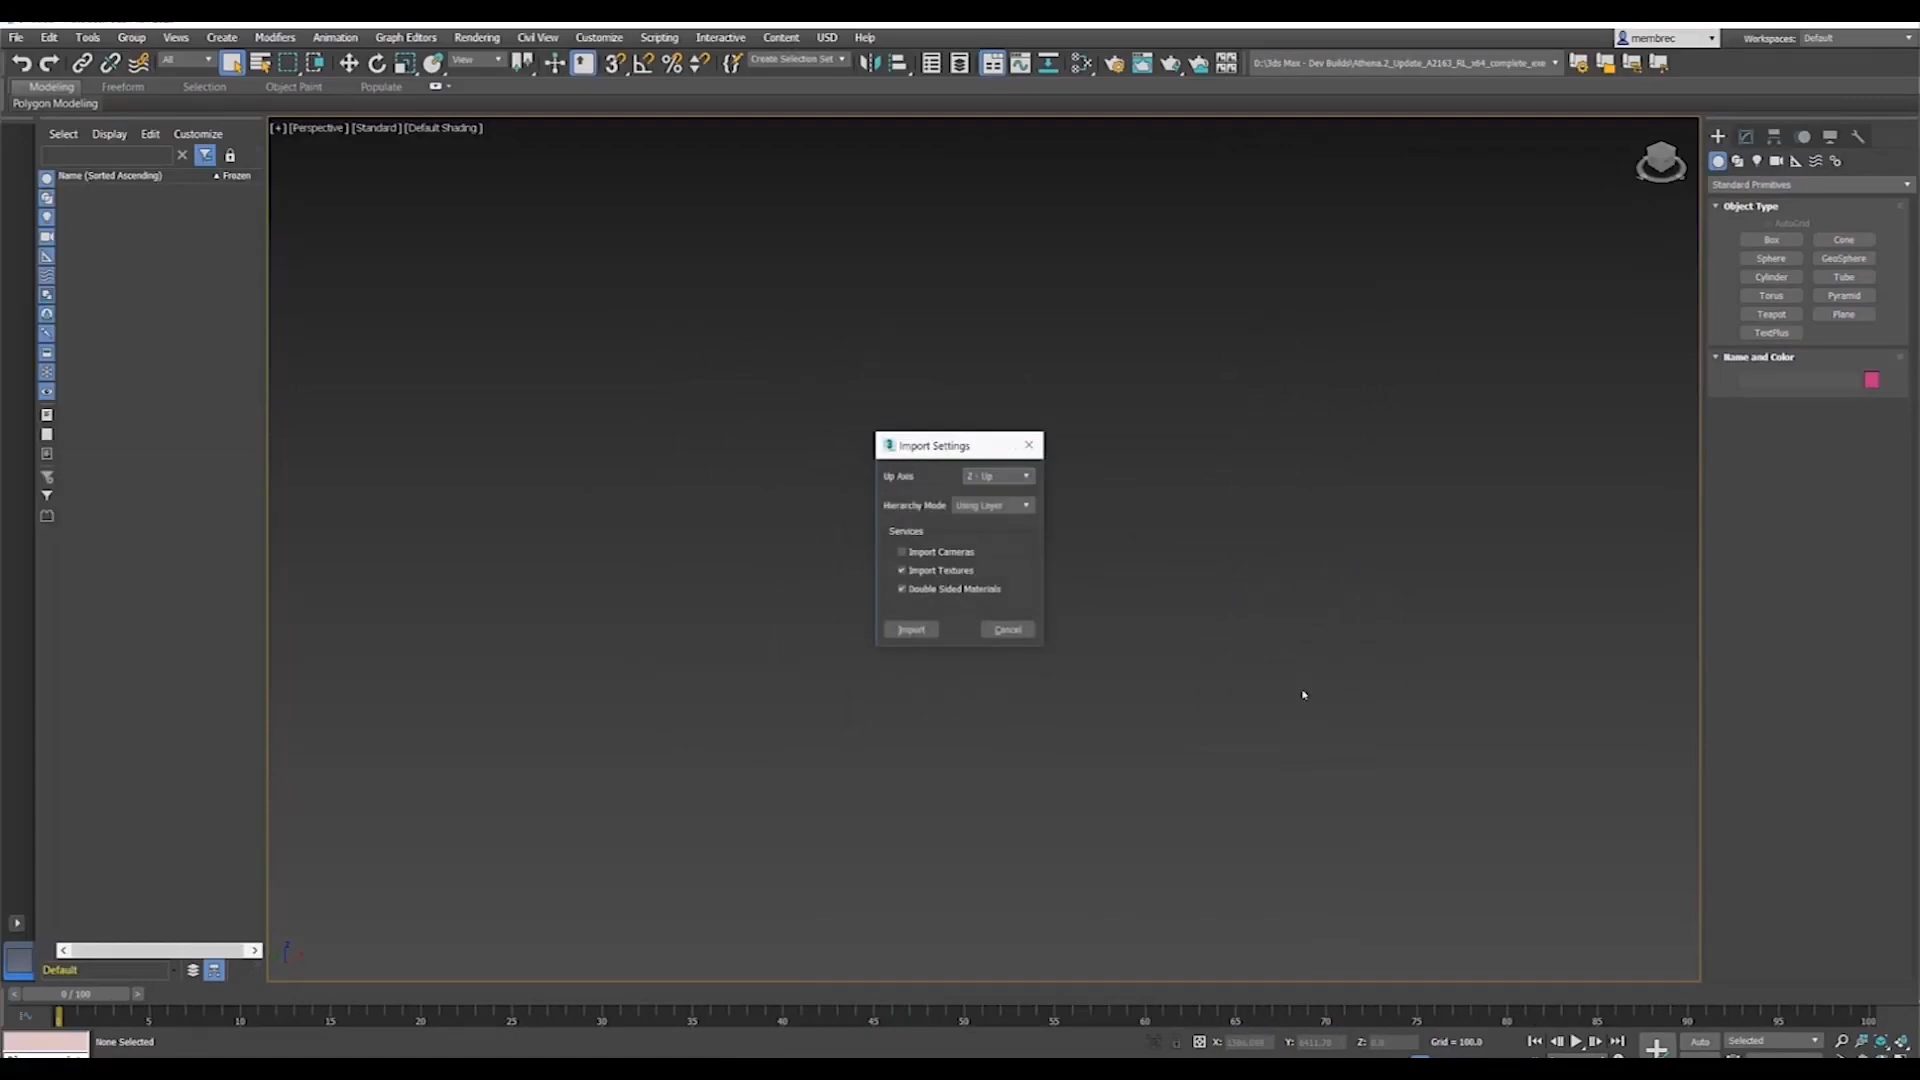 File Edit Tools Group Views Create Modifiers Animation Graph Editors Rendering Civil View Customize Scripting Interactive Content USD Help
membrec
Workspaces: Default
All
View
Create Selection Set
D:\3ds Max - Dev Builds\Athena.2_Update_A2163_RL_x64_complete_exe
Modeling Freeform Selection Object Paint Populate
Polygon Modeling
Select Display Edit Customize
[+] [Perspective] [Standard] [Default Shading]
Name (Sorted Ascending) Frozen
Standard Primitives
Object Type
AutoGrid
Box Cone
Sphere GeoSphere
Cylinder Tube
Torus Pyramid
Teapot Plane
TextPlus
Name and Color
Import Settings
Up Axis Z - Up
Hierarchy Mode Using Layer
Services
Import Cameras
Import Textures
Double Sided Materials
Import Cancel
Default
0 / 100
5 10 15 20 25 30 35 40 45 50 55 60 65 70 75 80 85 90 95 100
None Selected
X: Y: Z: 0.0 Grid = 100.0
Auto Selected